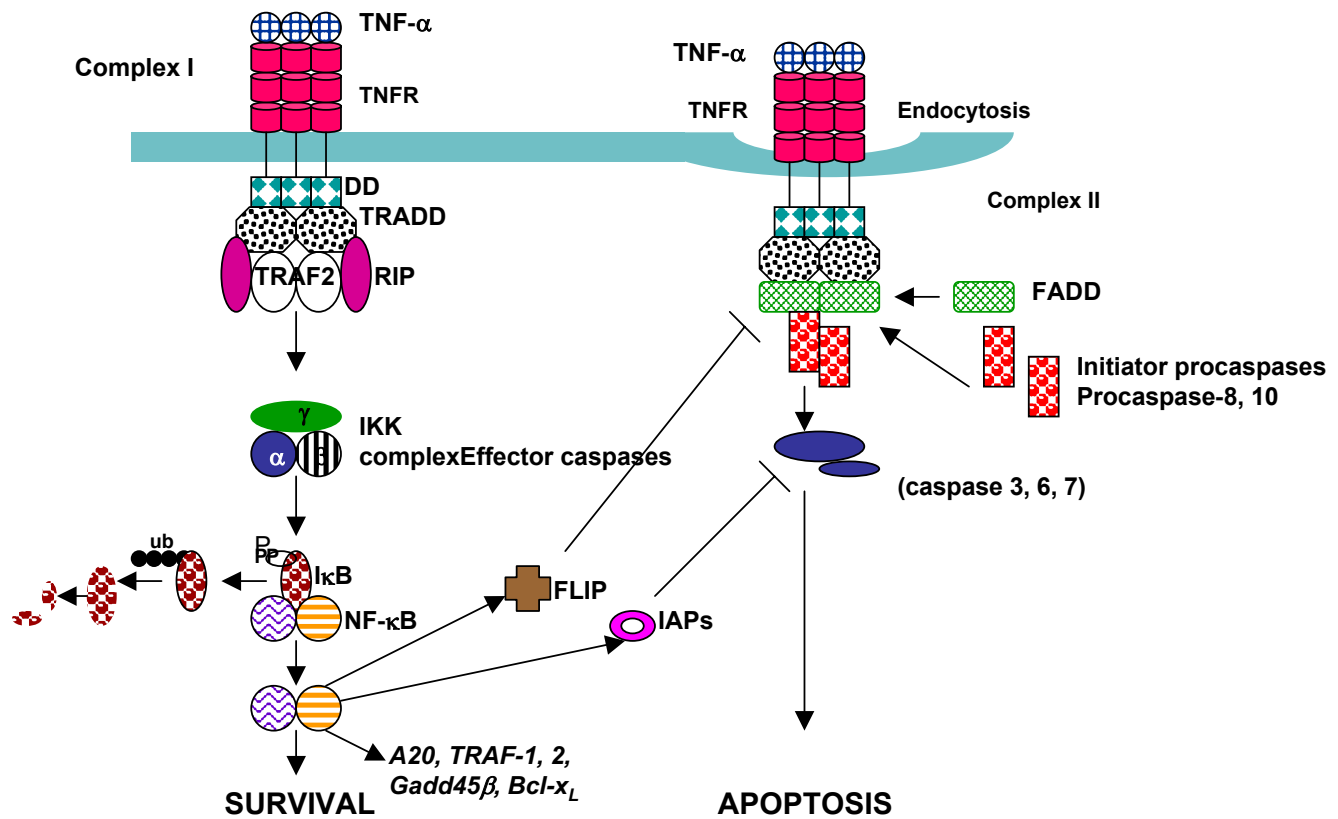 TNF-α
Complex I
TNFR
DD
TRADD
TRAF2
RIP
γ
α
β
IKK
complexEffector caspases
ub
P
PP
IκB
NF-κB
FLIP
IAPs
A20, TRAF-1, 2,
Gadd45β, Bcl-xL
SURVIVAL
TNF-α
TNFR
Endocytosis
Complex II
FADD
Initiator procaspases
Procaspase-8, 10
(caspase 3, 6, 7)
APOPTOSIS